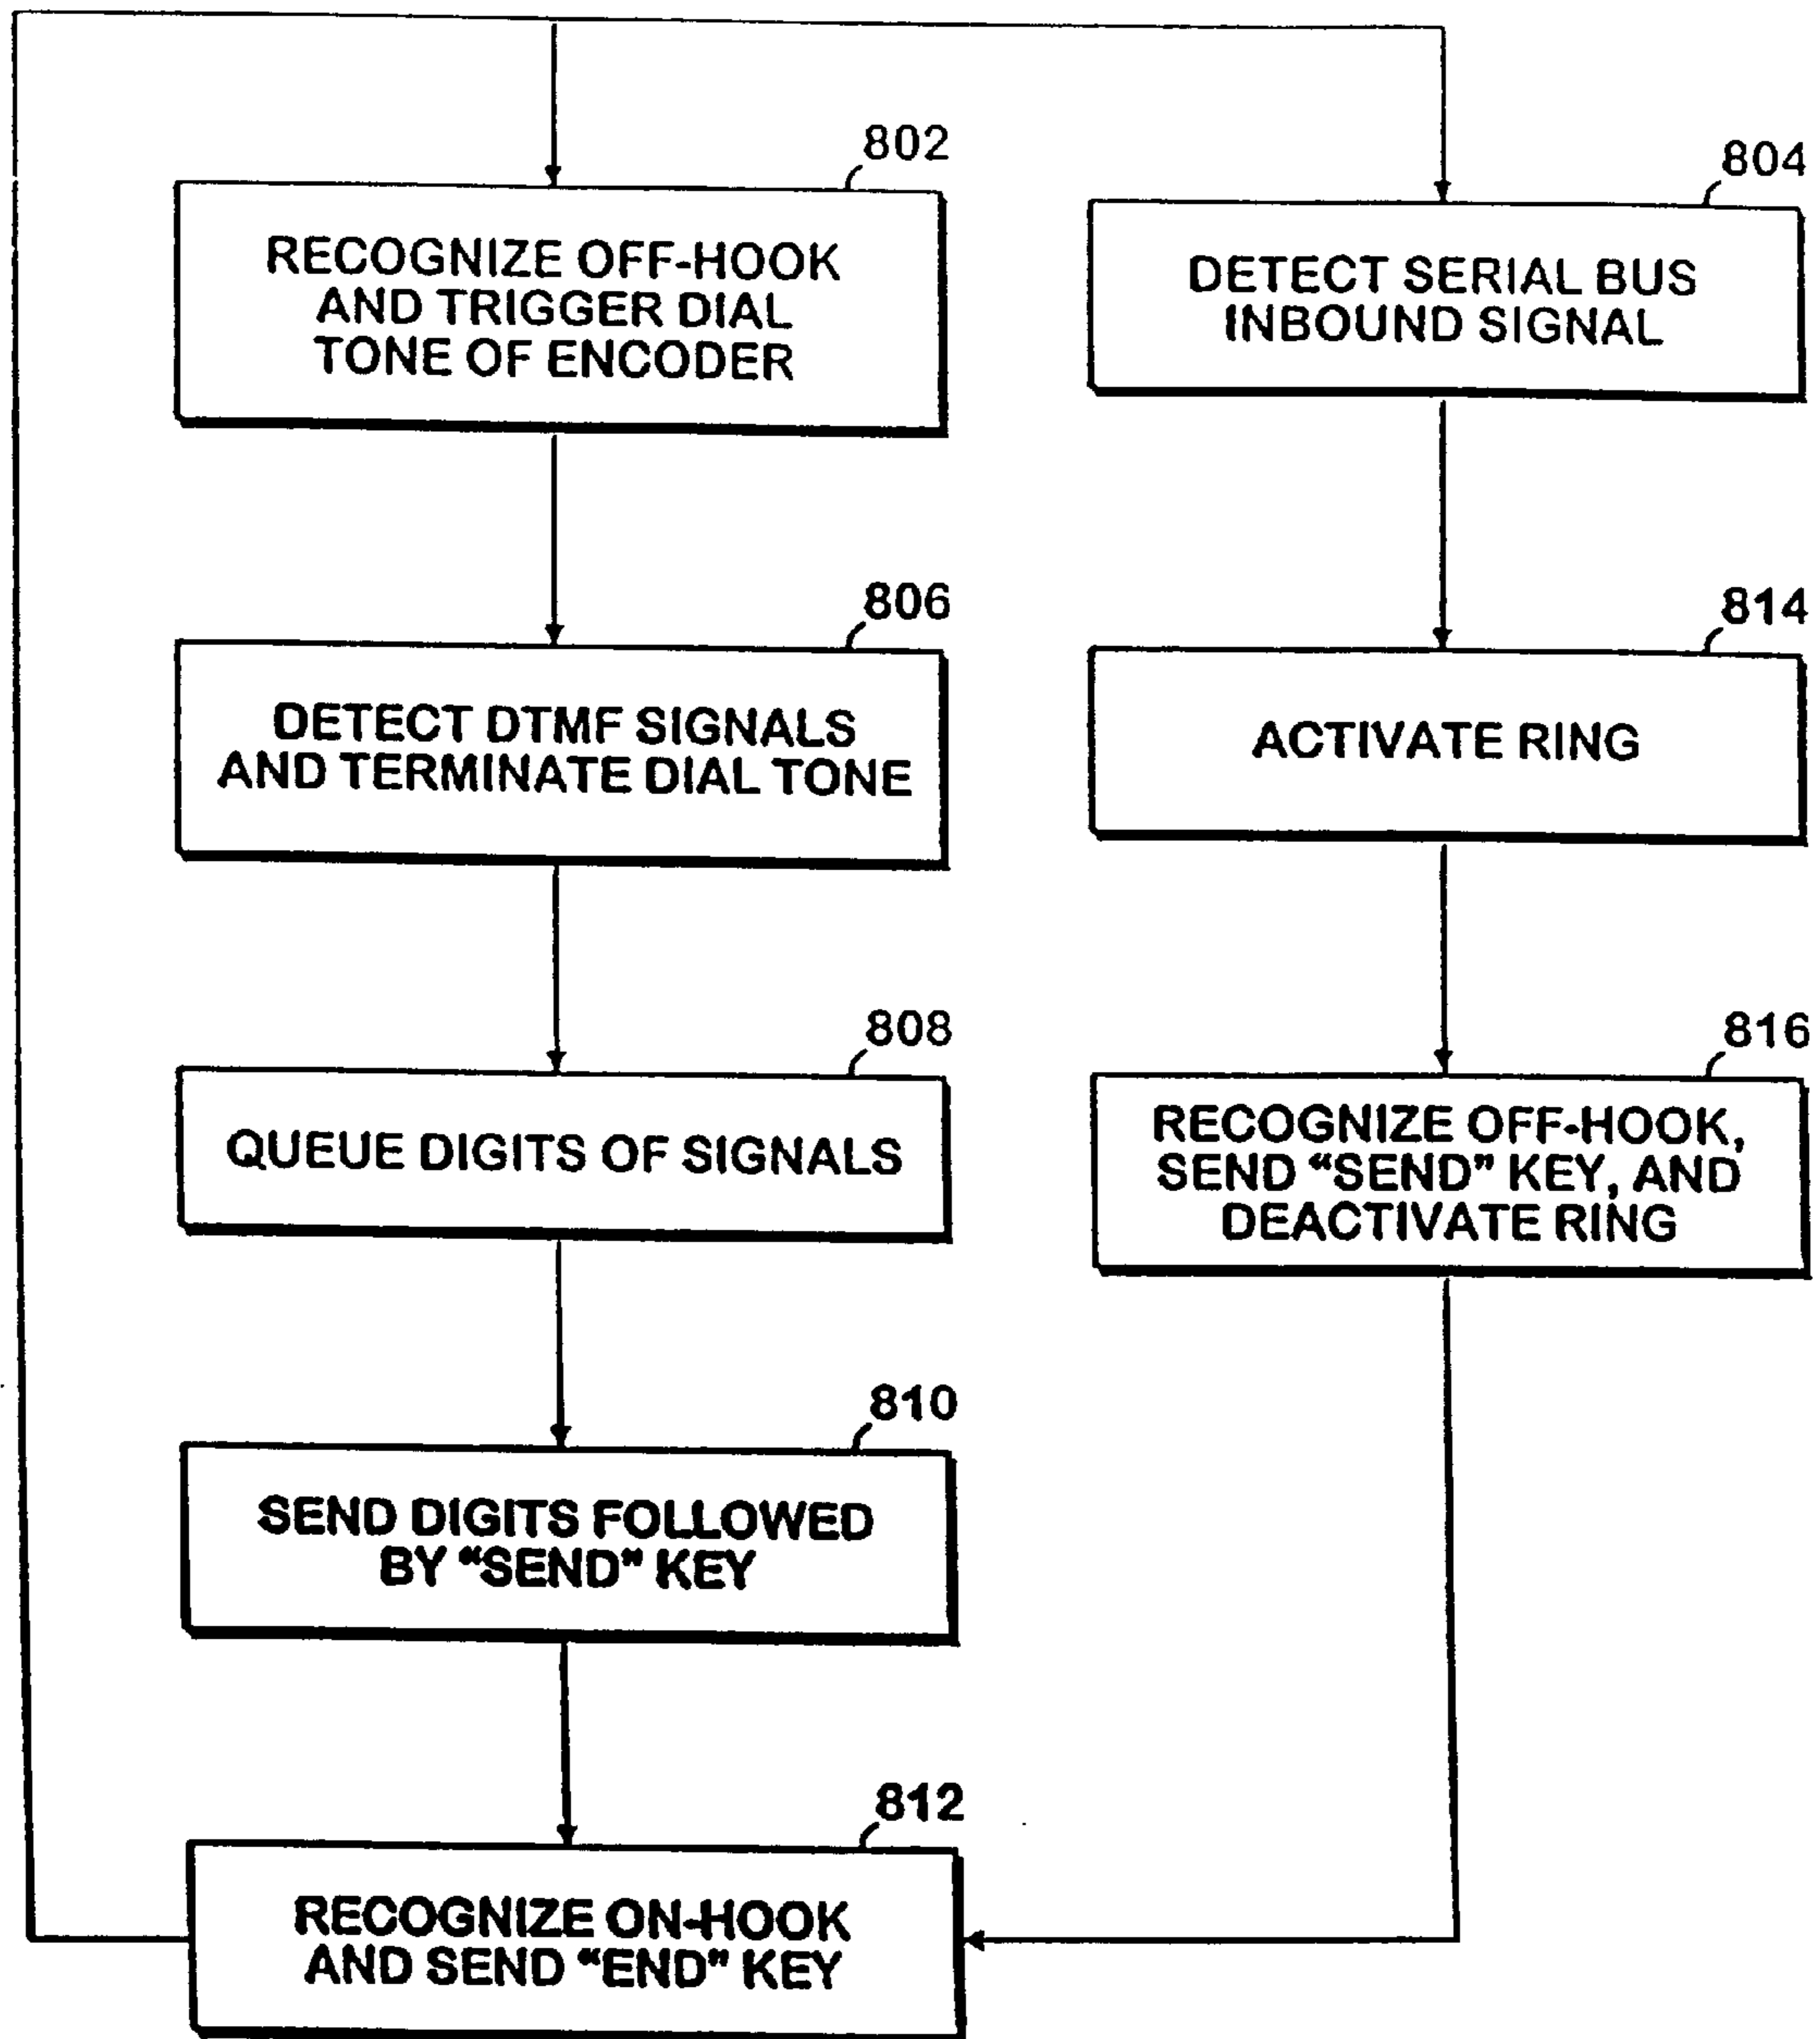 802
RECOGNIZE OFF-HOOK
AND TRIGGER DIAL
TONE OF ENCODER
804
DETECT SERIAL BUS
INBOUND SIGNAL
806
DETECT DTMF SIGNALS
AND TERMINATE DIAL TONE
814
ACTIVATE RING
808
QUEUE DIGITS OF SIGNALS
816
RECOGNIZE OFF-HOOK,
SEND “SEND” KEY, AND
DEACTIVATE RING
810
SEND DIGITS FOLLOWED
BY “SEND” KEY
812
RECOGNIZE ON-HOOK
AND SEND “END” KEY